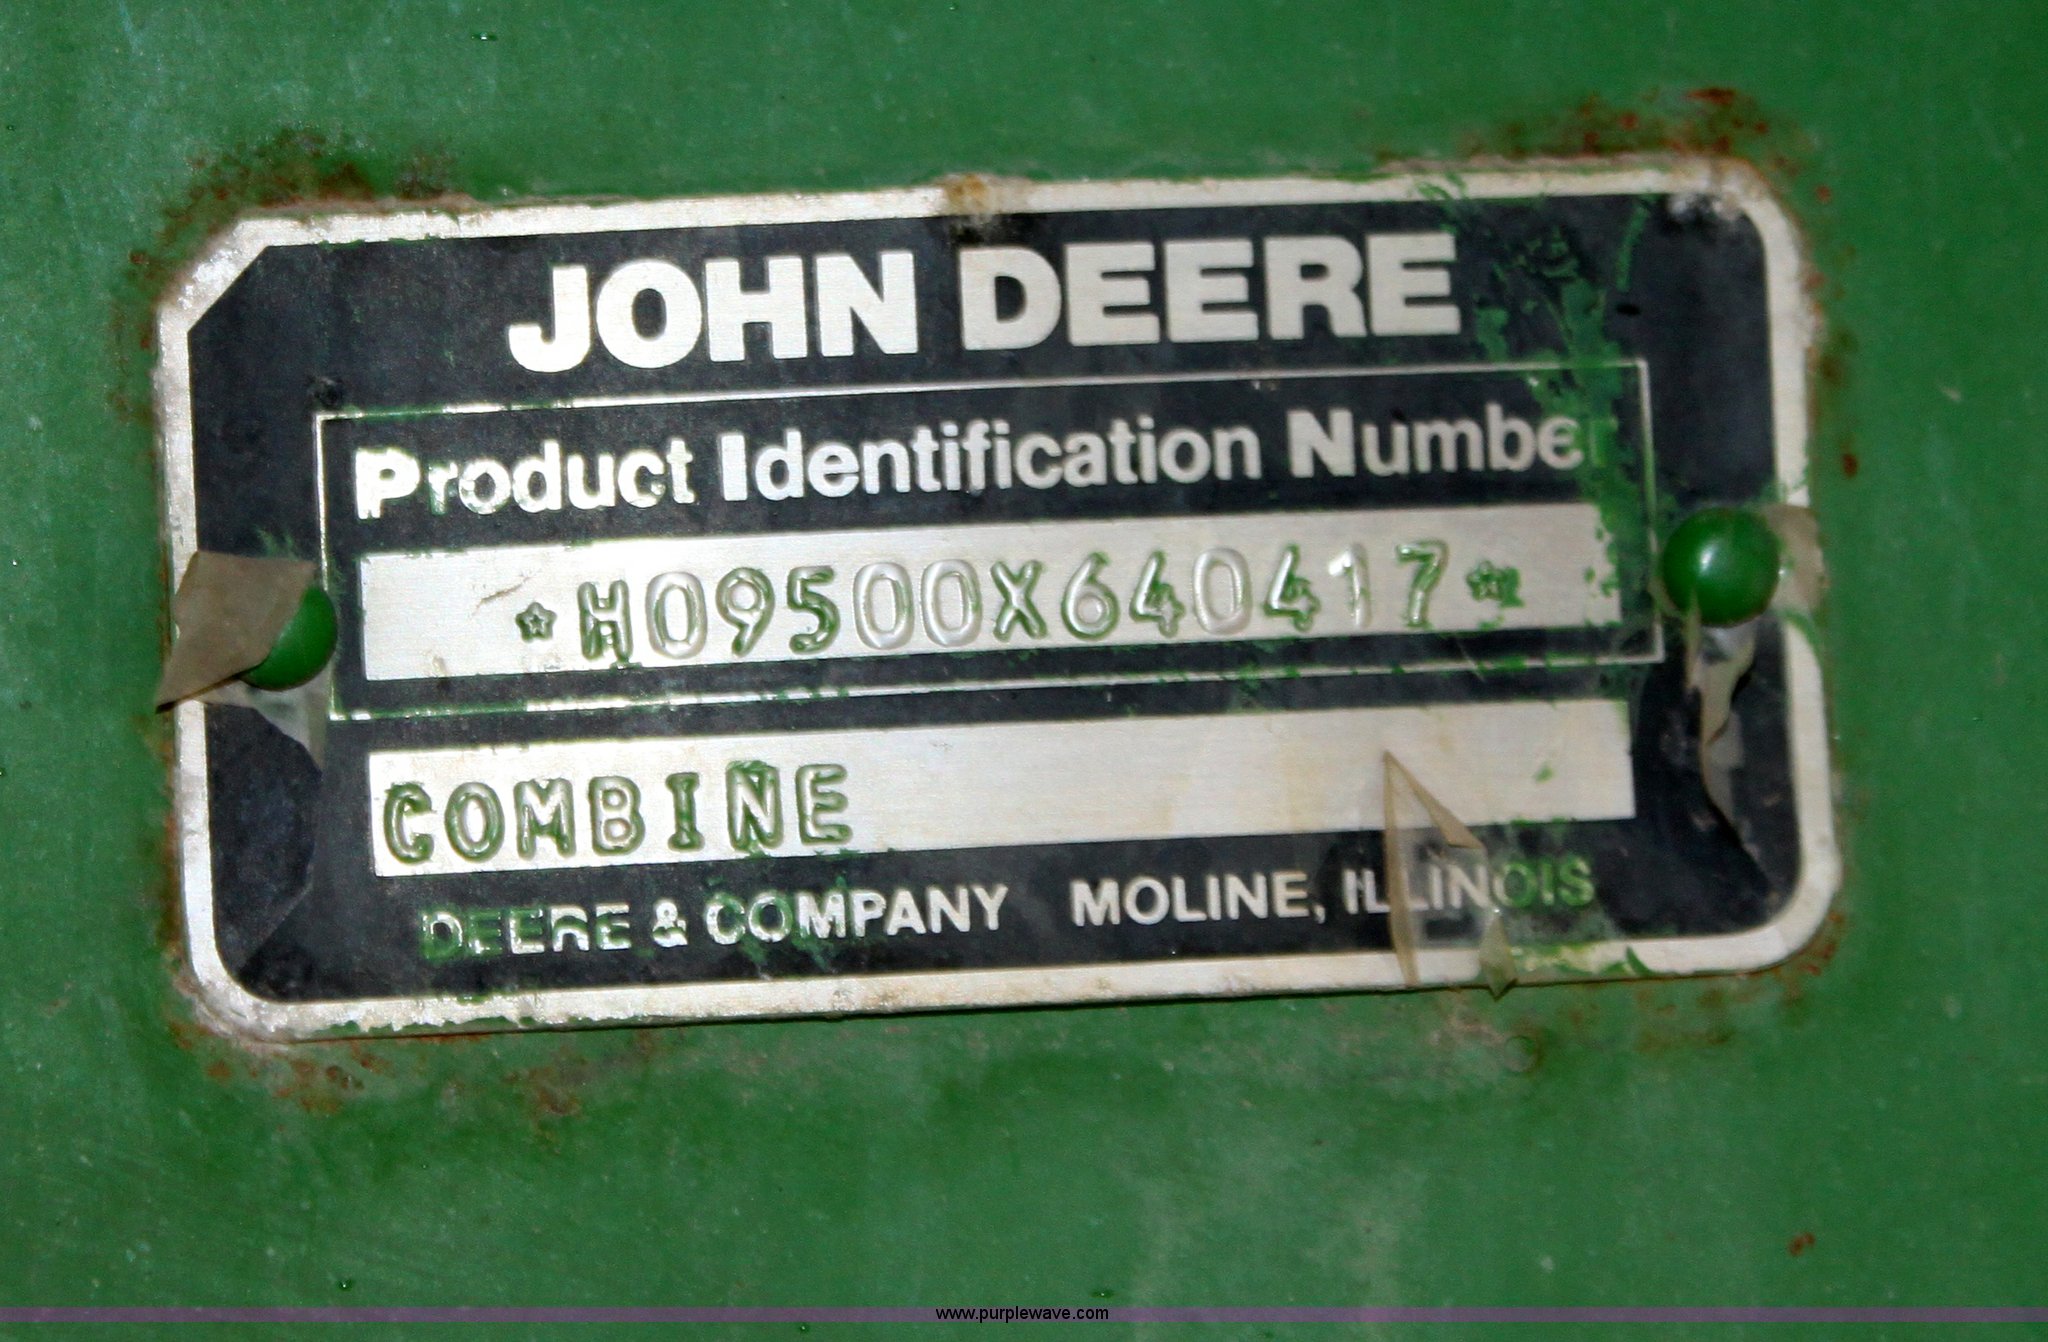 JOHN DEERE
Product Identification Number
*H09500X640417*
COMBINE
DEERE & COMPANY MOLINE, ILLINOIS
www.purplewave.com